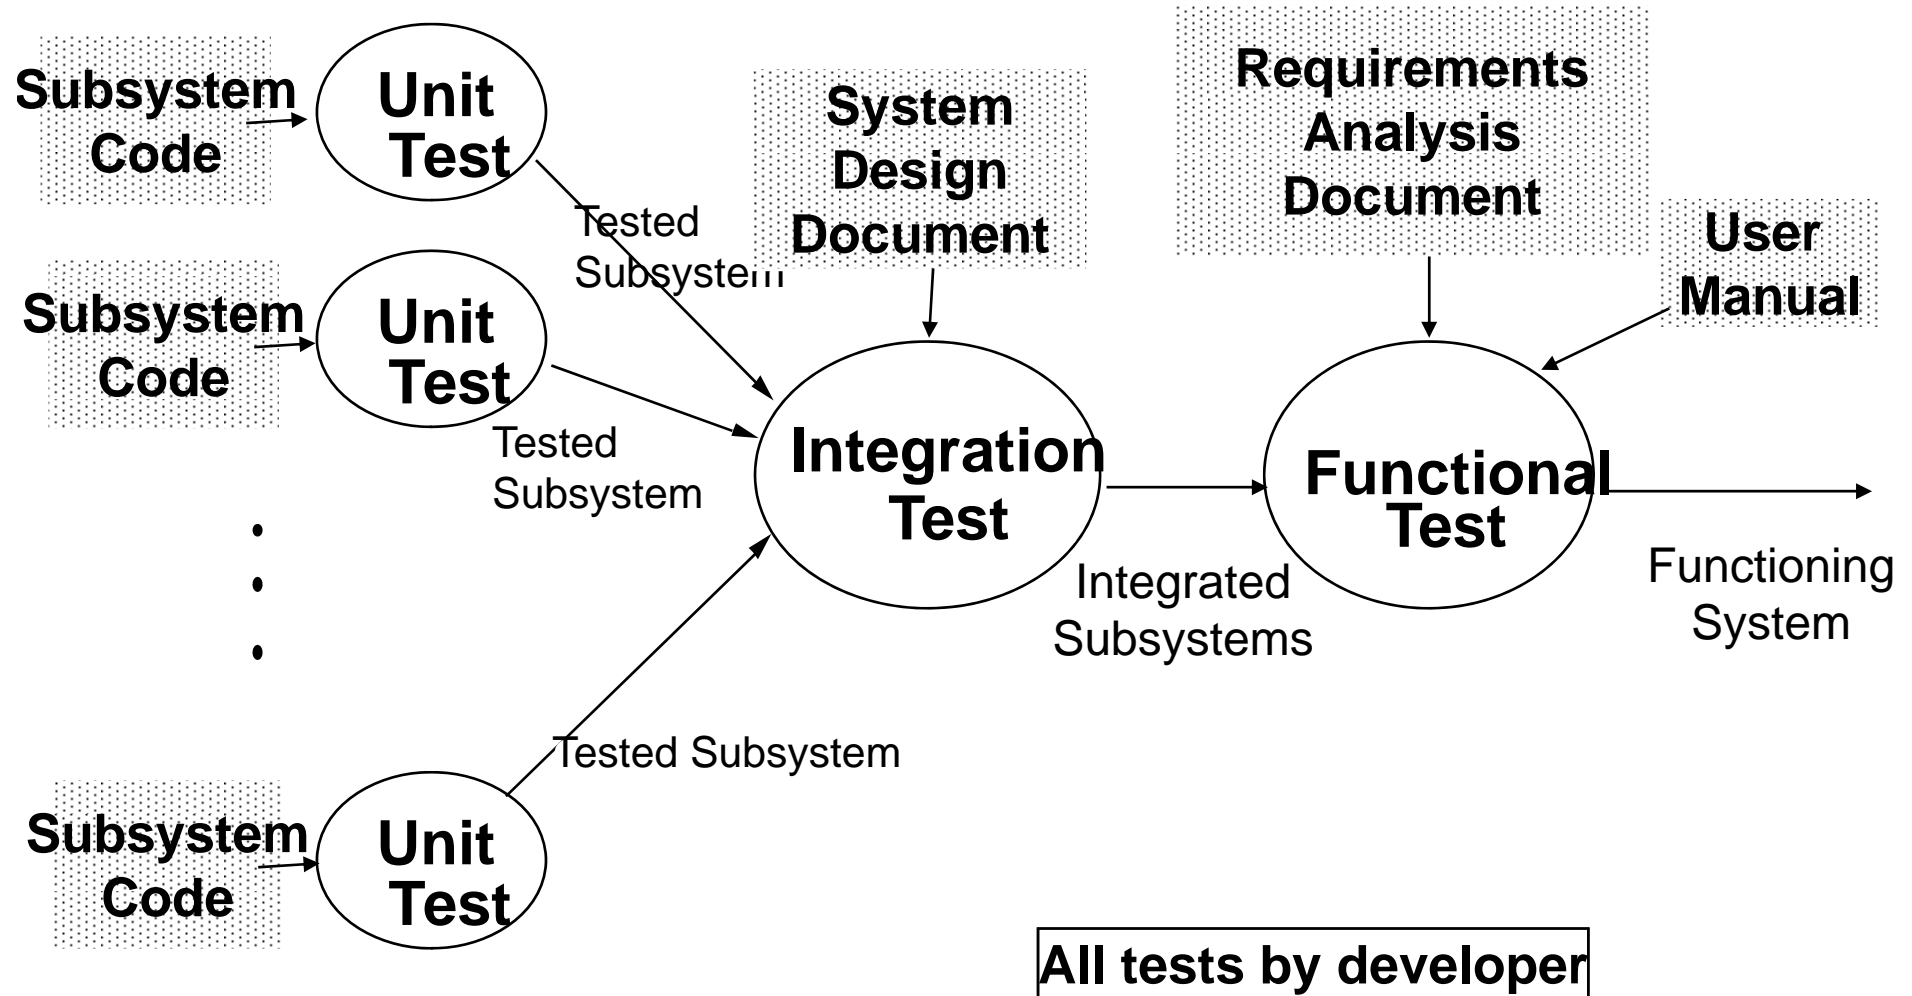 Subsystem
Code
Unit
Test
Tested
Subsystem
System
Design
Document
Requirements
Analysis
Document
User
Manual
Subsystem
Code
Unit
Test
Tested
Subsystem
Integration
Test
Functional
Test
Integrated
Subsystems
Functioning
System
Tested Subsystem
Subsystem
Code
Unit
Test
All tests by developer